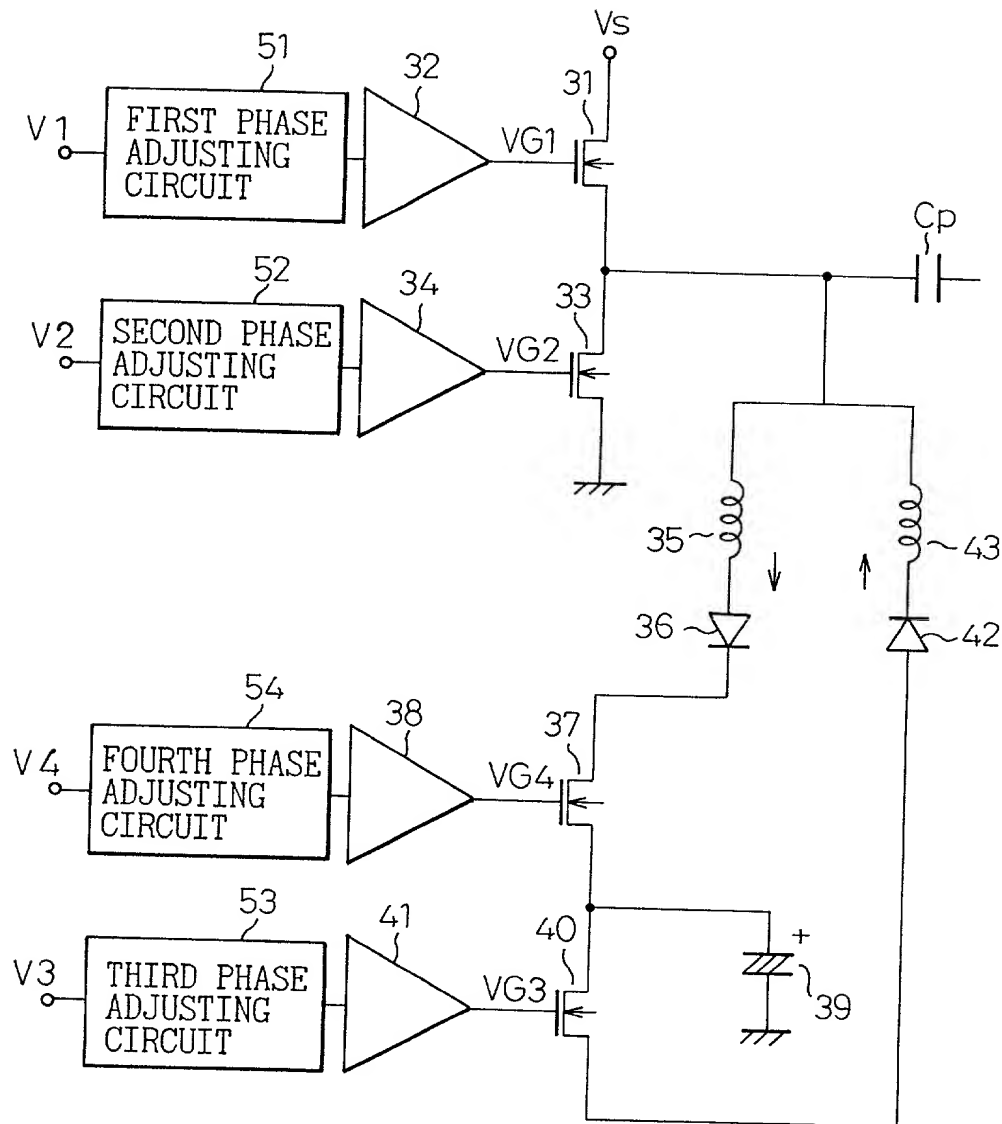 Vs
51
32
31
V1
FIRST PHASE
ADJUSTING
CIRCUIT
VG1
Cp
52
34
33
V2
SECOND PHASE
ADJUSTING
CIRCUIT
VG2
35
43
36
42
54
38
37
V4
FOURTH PHASE
ADJUSTING
CIRCUIT
VG4
53
41
40
+
V3
THIRD PHASE
ADJUSTING
CIRCUIT
VG3
39